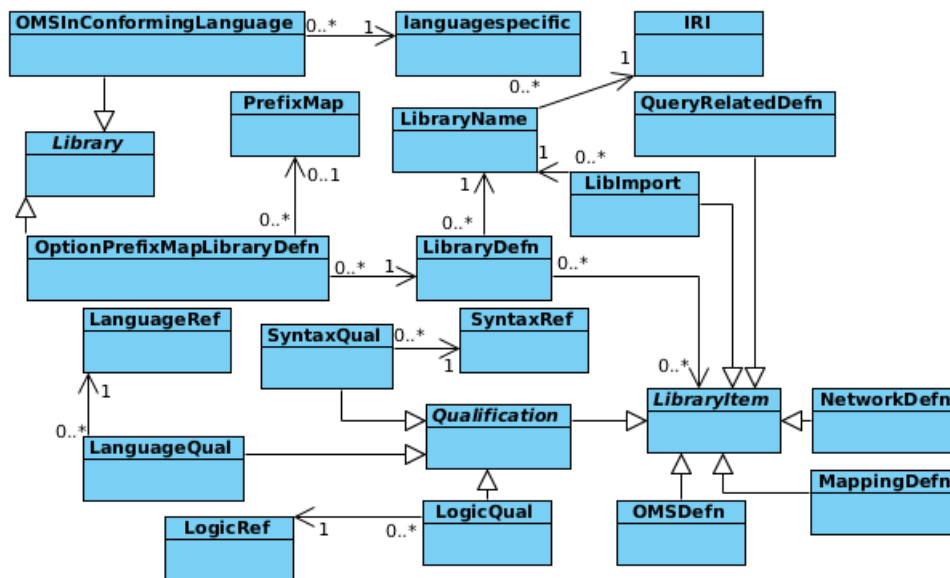 OMSInConformingLanguage
0..*
1
languagespecific
IRI
1
0..*
PrefixMap
LibraryName
QueryRelatedDefn
Library
0..1
1
0..*
1
LibImport
0..*
0..*
OptionPrefixMapLibraryDefn
LibraryDefn
0..*
1
0..*
LanguageRef
SyntaxQual
0..*
SyntaxRef
1
0..*
1
LibraryItem
NetworkDefn
Qualification
0..*
LanguageQual
MappingDefn
LogicQual
OMSDefn
LogicRef
1
0..*